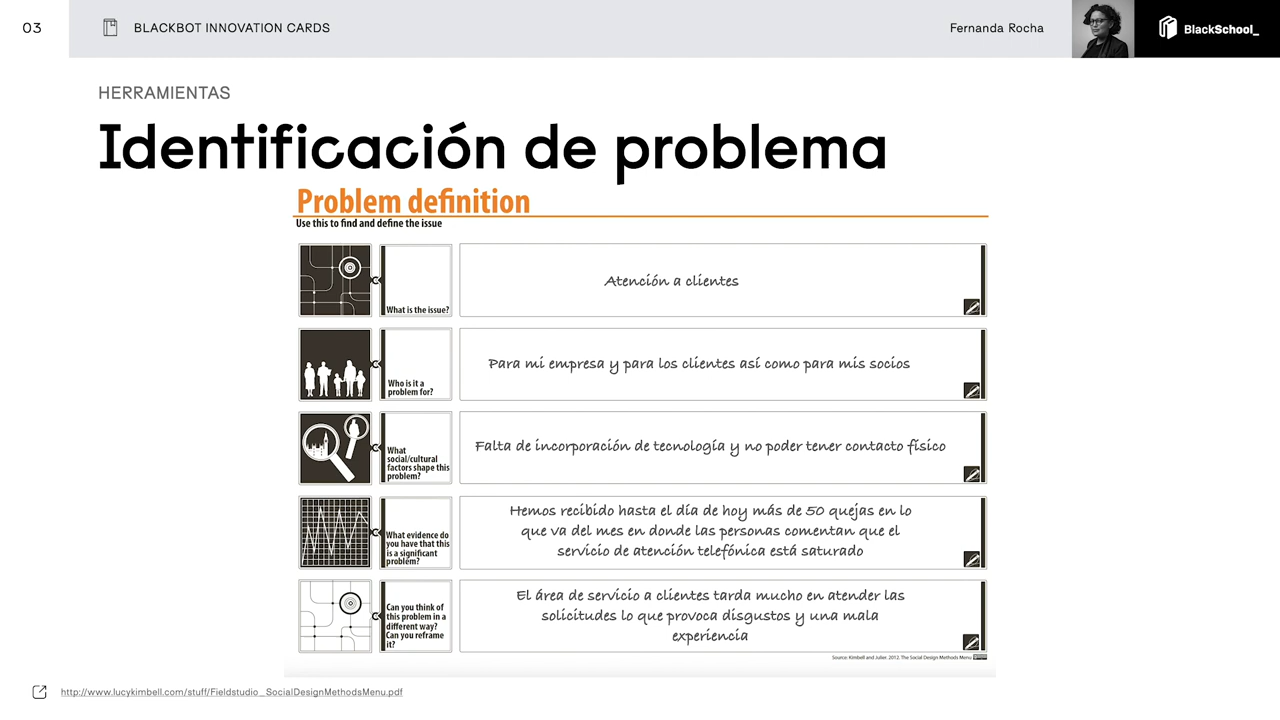 03
BLACKBOT INNOVATION CARDS
Fernanda Rocha
BlackSchool_
HERRAMIENTAS
Identificación de problema
Problem definition
Use this to find and define the issue
What is the issue?
Atención a clientes
Who is it a
problem for?
Para mi empresa y para los clientes así como para mis socios
What
social/cultural
factors shape this
problem?
Falta de incorporación de tecnología y no poder tener contacto físico
What evidence do
you have that this
is a significant
problem?
Hemos recibido hasta el día de hoy más de 50 quejas en lo
que va del mes en donde las personas comentan que el
servicio de atención telefónica está saturado
Can you think of
this problem in a
different way?
Can you reframe
it?
El área de servicio a clientes tarda mucho en atender las
solicitudes lo que provoca disgustos y una mala
experiencia
Source: Kimbell and Julier. 2012. The Social Design Methods Menu
http://www.lucykimbell.com/stuff/Fieldstudio_SocialDesignMethodsMenu.pdf